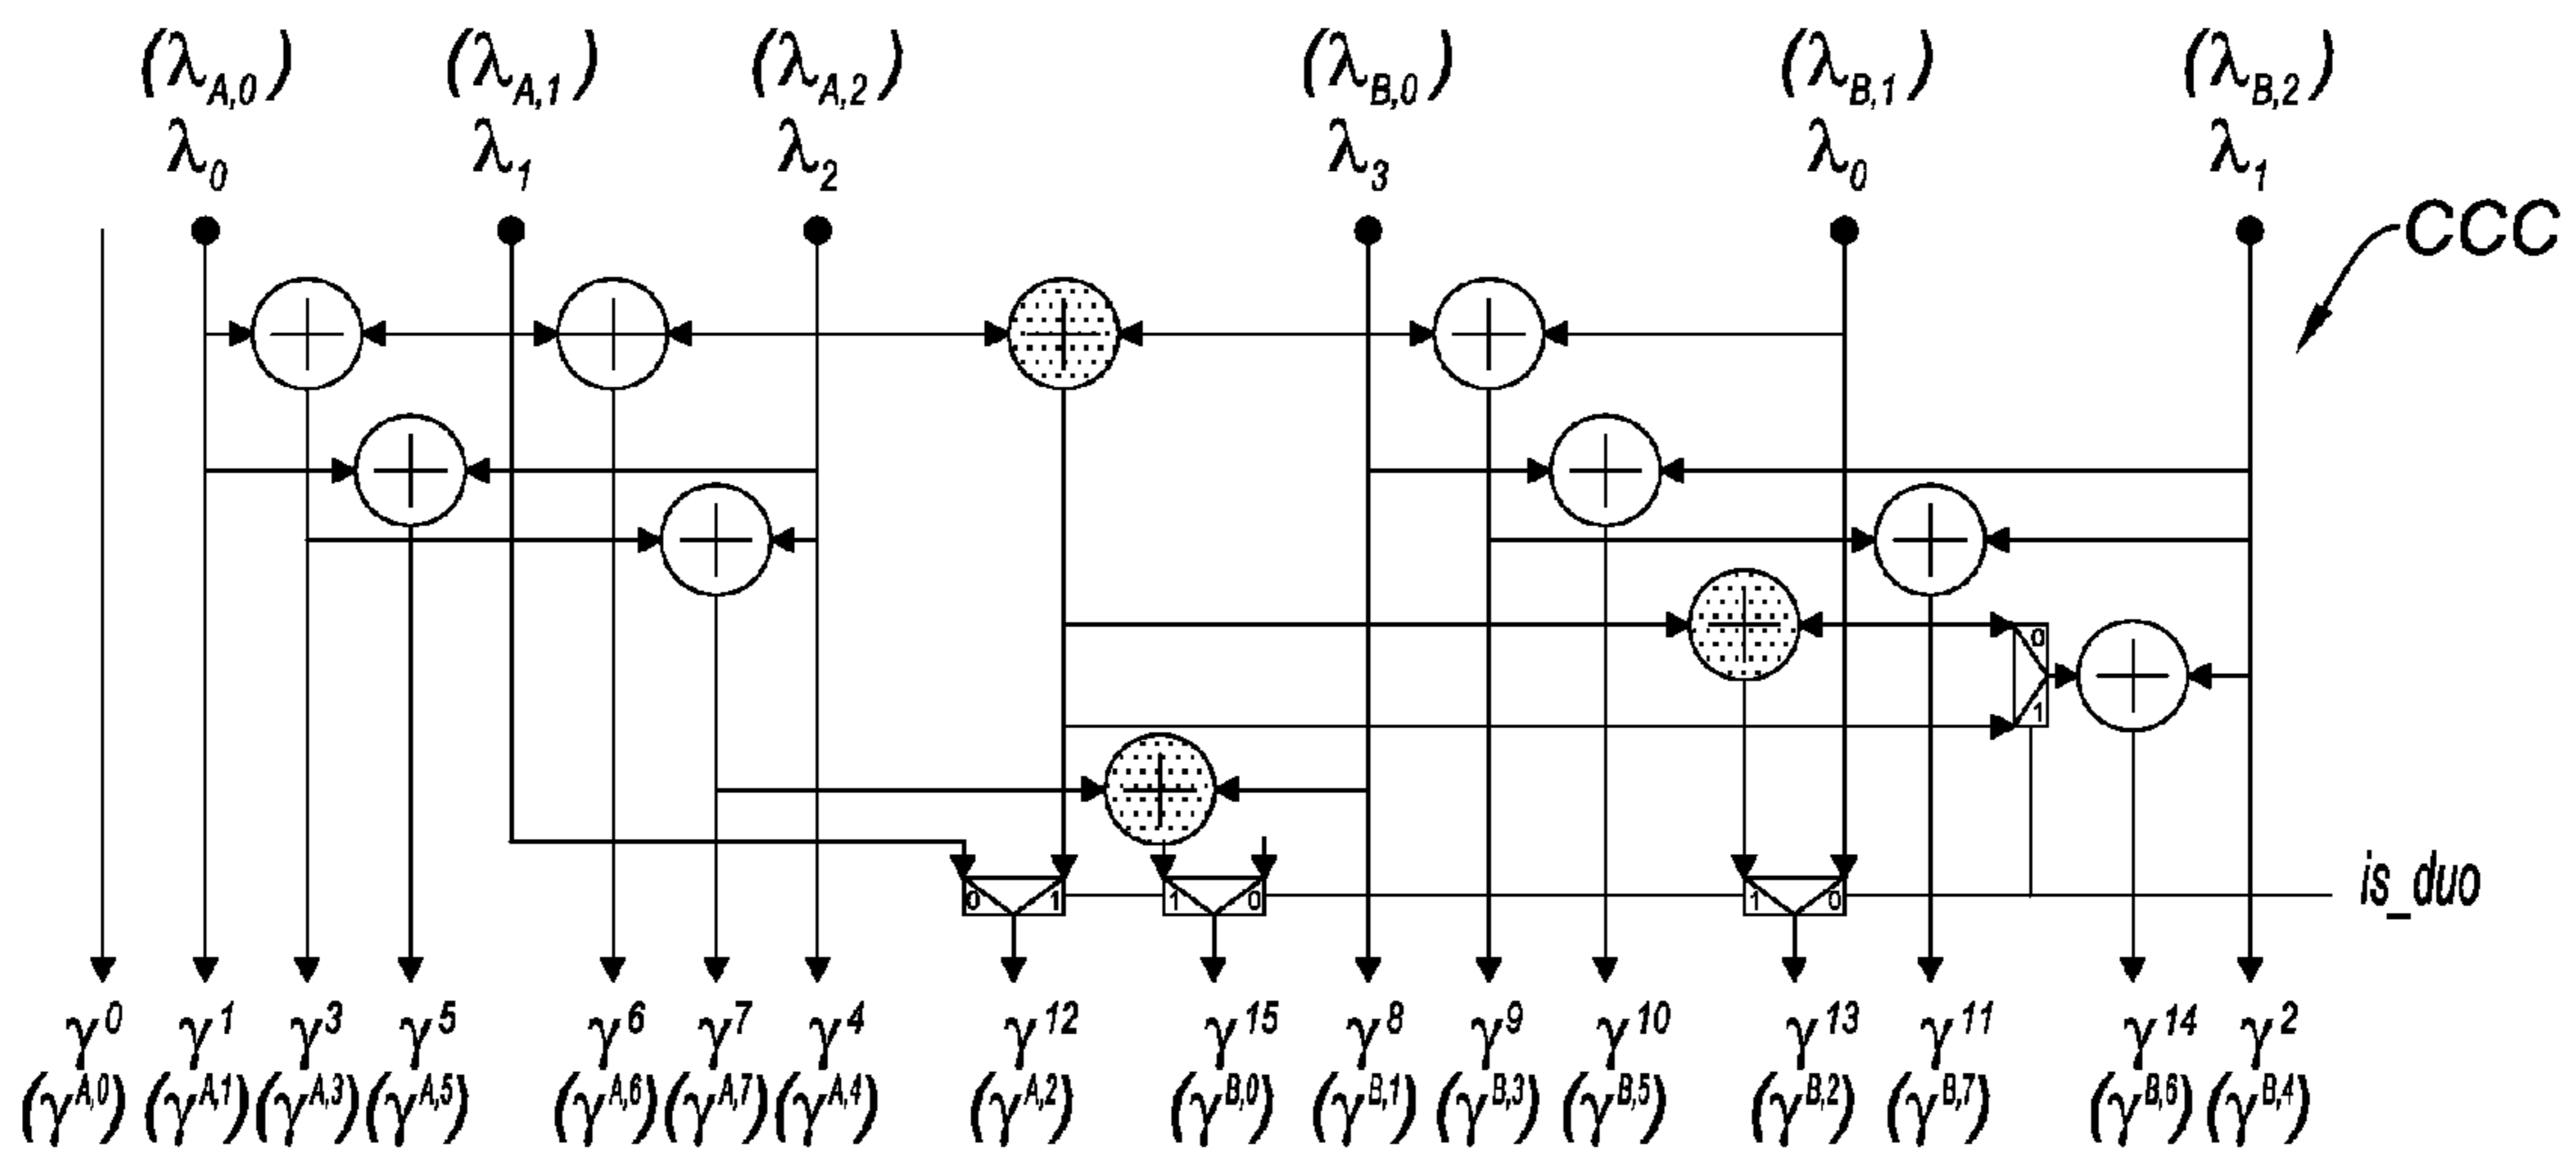 (λA,0) (λA,1) (λA,2) (λB,0) (λB,1) (λB,2)
λ0 λ1 λ2 λ3 λ0 λ1
CCC
0
1
is_duo
0 1 1 0 1 0
γ0 γ1 γ3 γ5 γ6 γ7 γ4 γ12 γ15 γ8 γ9 γ10 γ13 γ11 γ14 γ2
(γA,0) (γA,1) (γA,3) (γA,5) (γA,6) (γA,7) (γA,4) (γA,2) (γB,0) (γB,1) (γB,3) (γB,5) (γB,2) (γB,7) (γB,6) (γB,4)